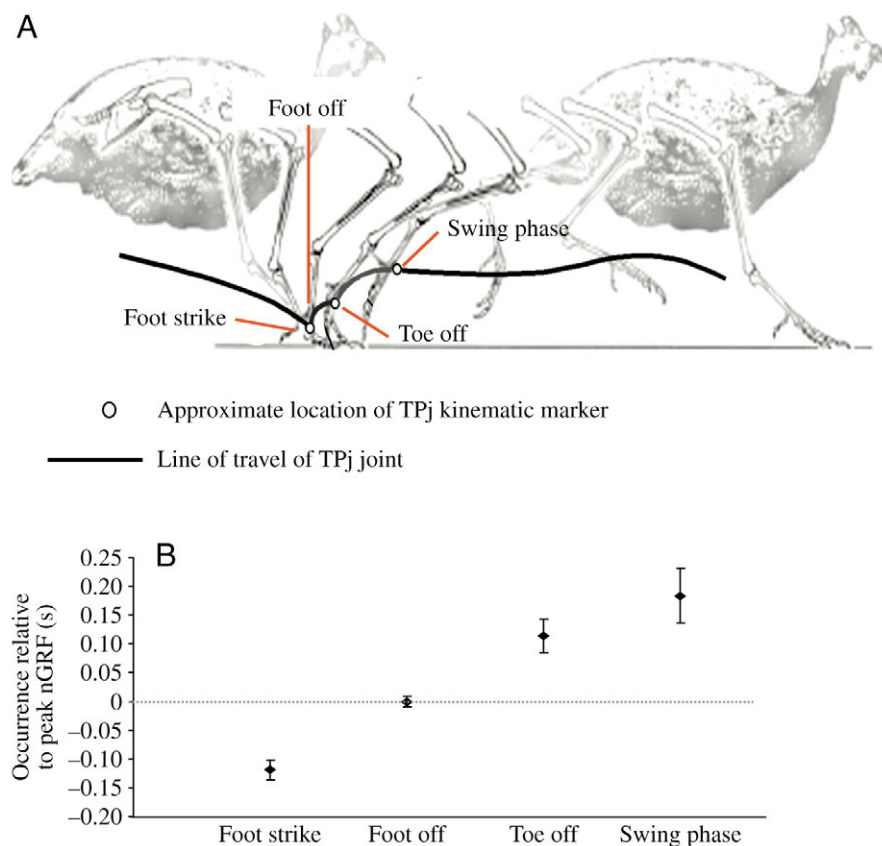 A
Foot off
Swing phase
Foot strike
Toe off
Approximate location of TPj kinematic marker
Line of travel of TPj joint
B
Occurrence relative
to peak nGRF (s)
0.25
0.20
0.15
0.10
0.05
0
–0.05
–0.10
–0.15
–0.20
Foot strike Foot off Toe off Swing phase